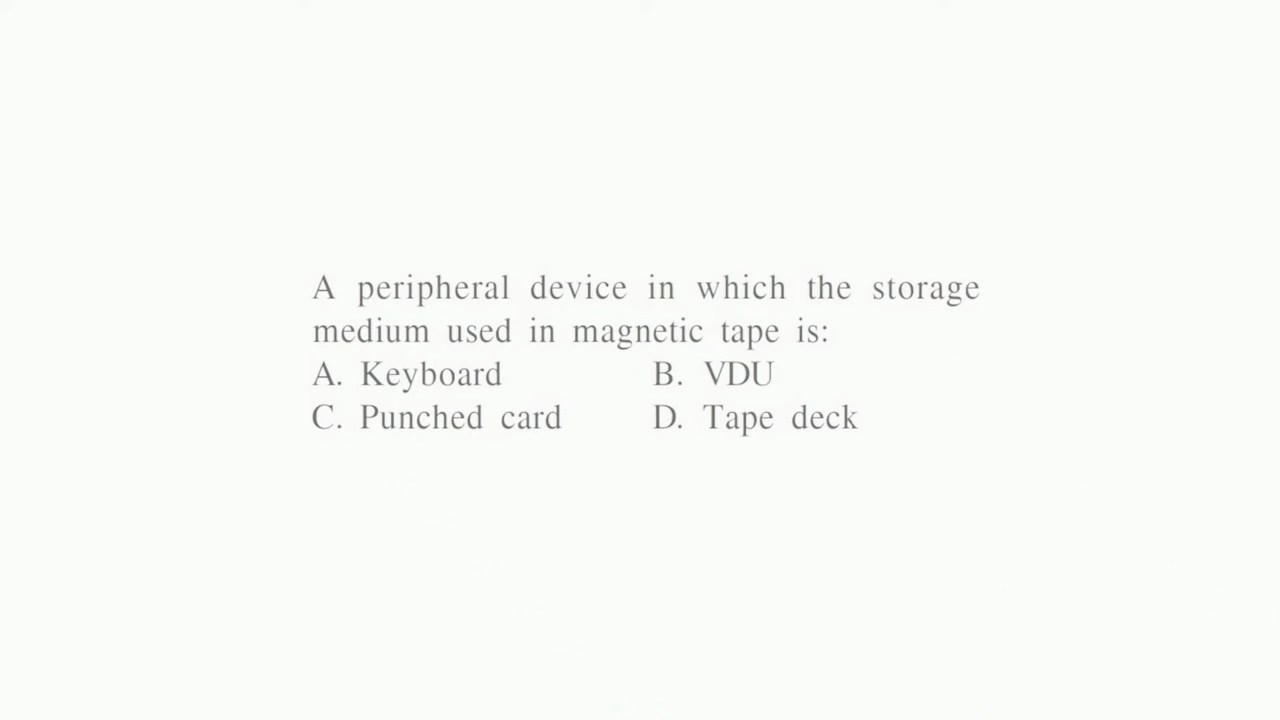 A peripheral device in which the storage
medium used in magnetic tape is:
A. Keyboard B. VDU
C. Punched card D. Tape deck